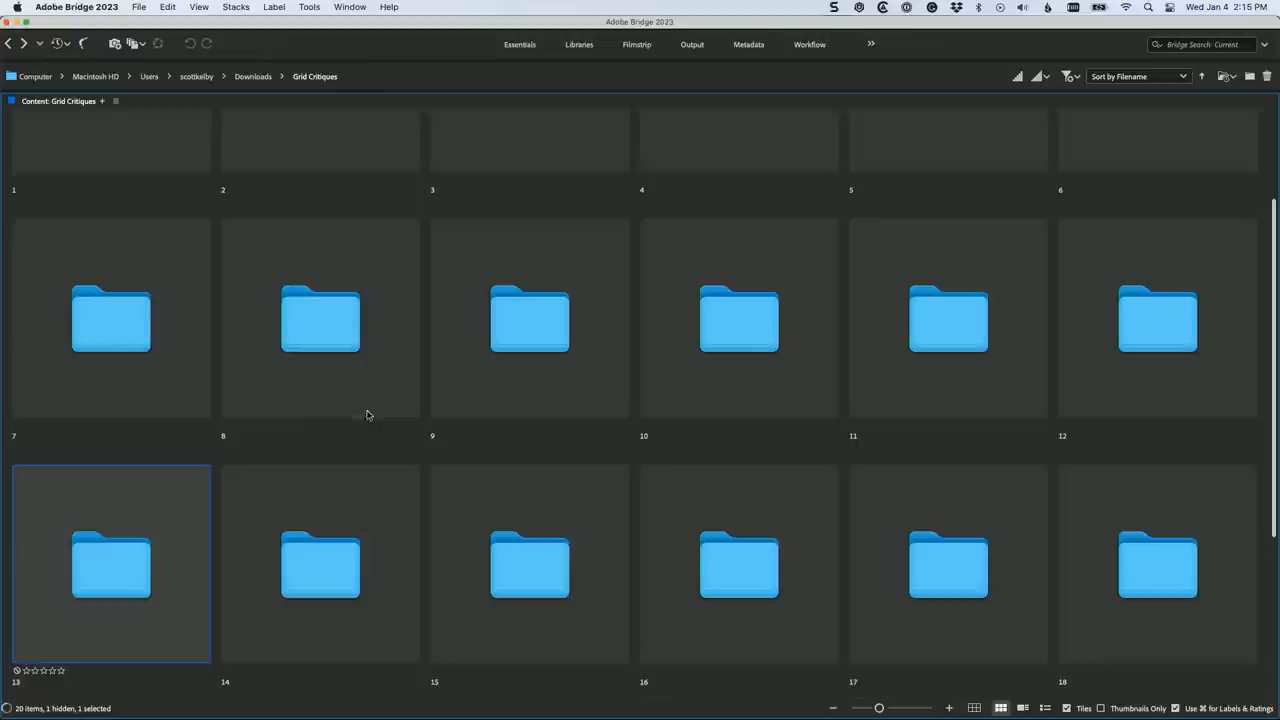 Adobe Bridge 2023 File Edit View Stacks Label Tools Window Help Wed Jan 4 2:15 PM
Adobe Bridge 2023
Essentials Libraries Filmstrip Output Metadata Workflow Bridge Search: Current
Computer Macintosh HD Users scottkelby Downloads Grid Critiques Sort by Filename
Content: Grid Critiques
1 2 3 4 5 6
7 8 9 10 11 12
13 14 15 16 17 18
20 items, 1 hidden, 1 selected Tiles Thumbnails Only Use ⌘ for Labels & Ratings